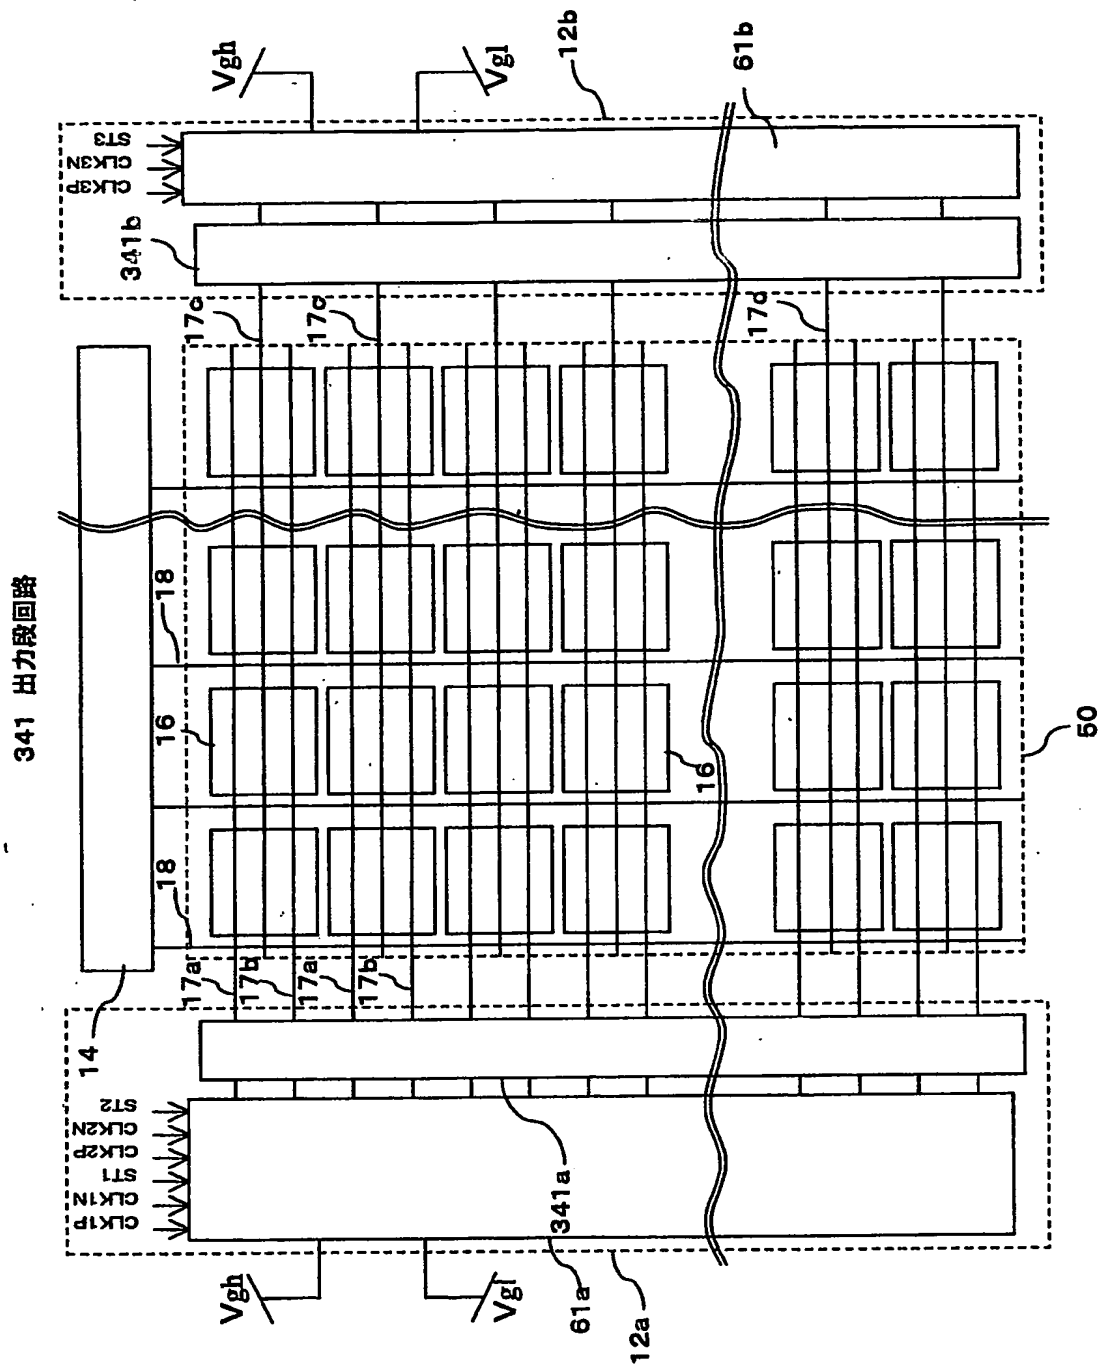 341 出力段回路
14
18
16
18
12a
Vgh
Vgl
61a
341a
CLK1P
CLK1N
ST1
CLK2P
CLK2N
ST2
17a
17b
17a
17b
16
50
17c
17c
17c
341b
CLK3P
CLK3N
ST3
Vgh
Vgl
12b
61b